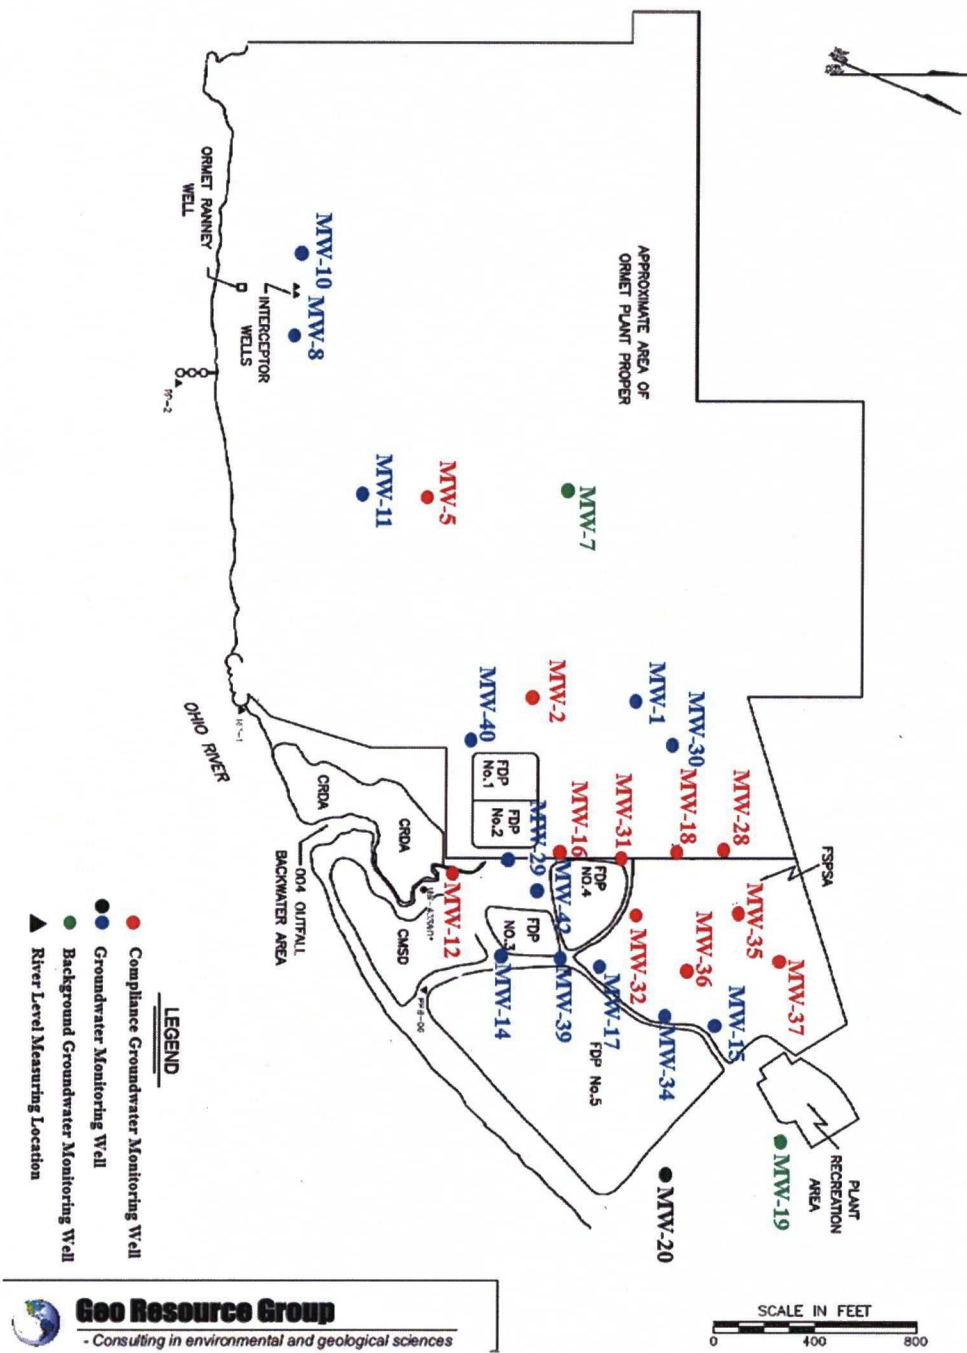 APPROXIMATE AREA OF
ORMET PLANT PROPER
ORMET RANNEY
WELL
INTERCEPTOR
WELLS
MW-10
MW-8
MW-11
MW-5
MW-7
MW-2
MW-40
MW-1
MW-30
MW-28
MW-18
MW-31
MW-16
MW-29
MW-42
FDP
No.1
FDP
No.2
FDP
NO.4
FDP
NO.3
FDP No.5
FSPSA
MW-35
MW-37
MW-36
MW-32
MW-12
MW-14
MW-39
MW-17
MW-34
MW-15
MW-19
MW-20
PLANT
RECREATION
AREA
OHIO RIVER
CRDA
CRDA
CMSD
004 OUTFALL
BACKWATER AREA
LEGEND
Compliance Groundwater Monitoring Well
Groundwater Monitoring Well
Background Groundwater Monitoring Well
River Level Measuring Location
SCALE IN FEET
0 400 800
Geo Resource Group
- Consulting in environmental and geological sciences